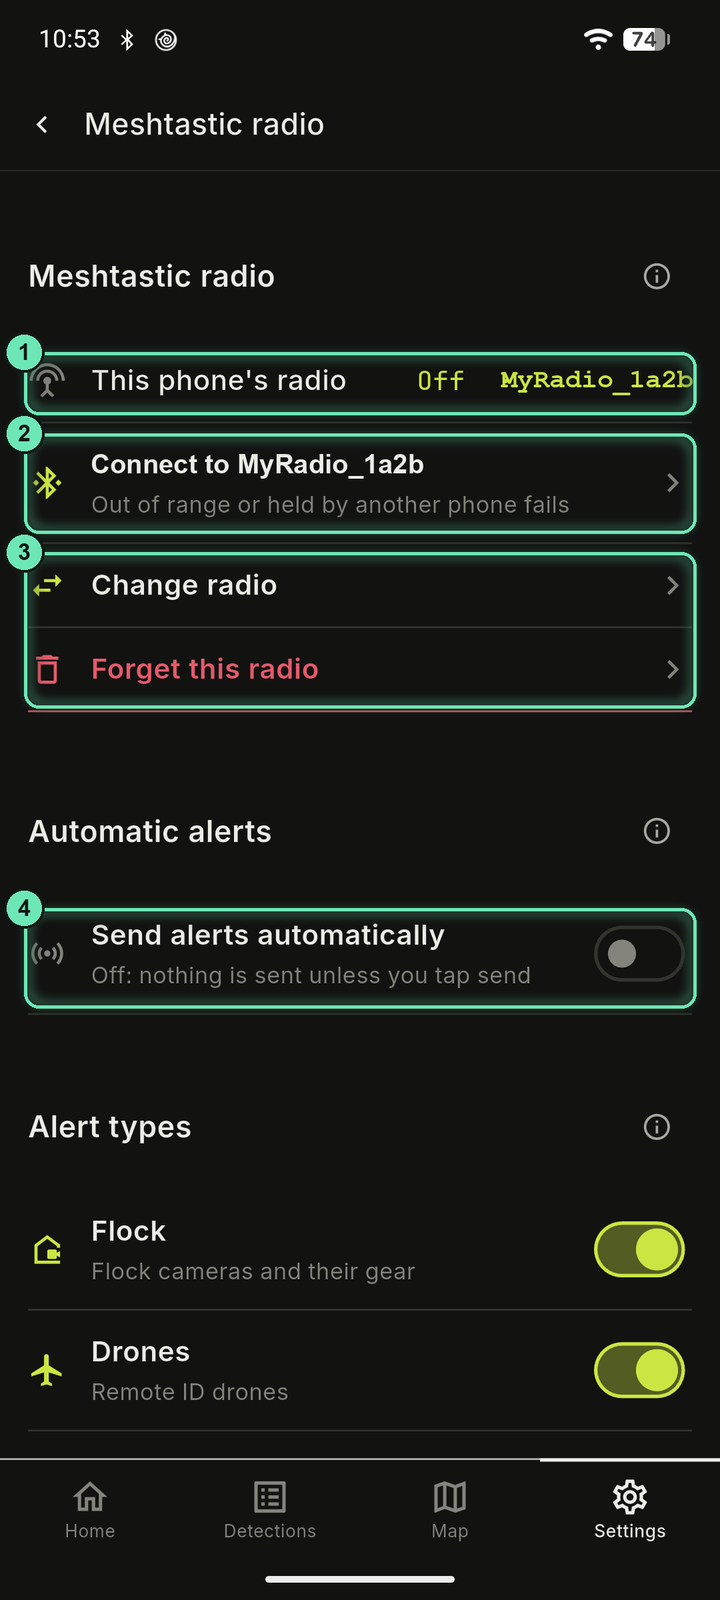 10:53
74
Meshtastic radio
Meshtastic radio
1
This phone's radio Off MyRadio_1a2b
2
Connect to MyRadio_1a2b
Out of range or held by another phone fails
3
Change radio
Forget this radio
Automatic alerts
4
Send alerts automatically
Off: nothing is sent unless you tap send
Alert types
Flock
Flock cameras and their gear
Drones
Remote ID drones
Home Detections Map Settings